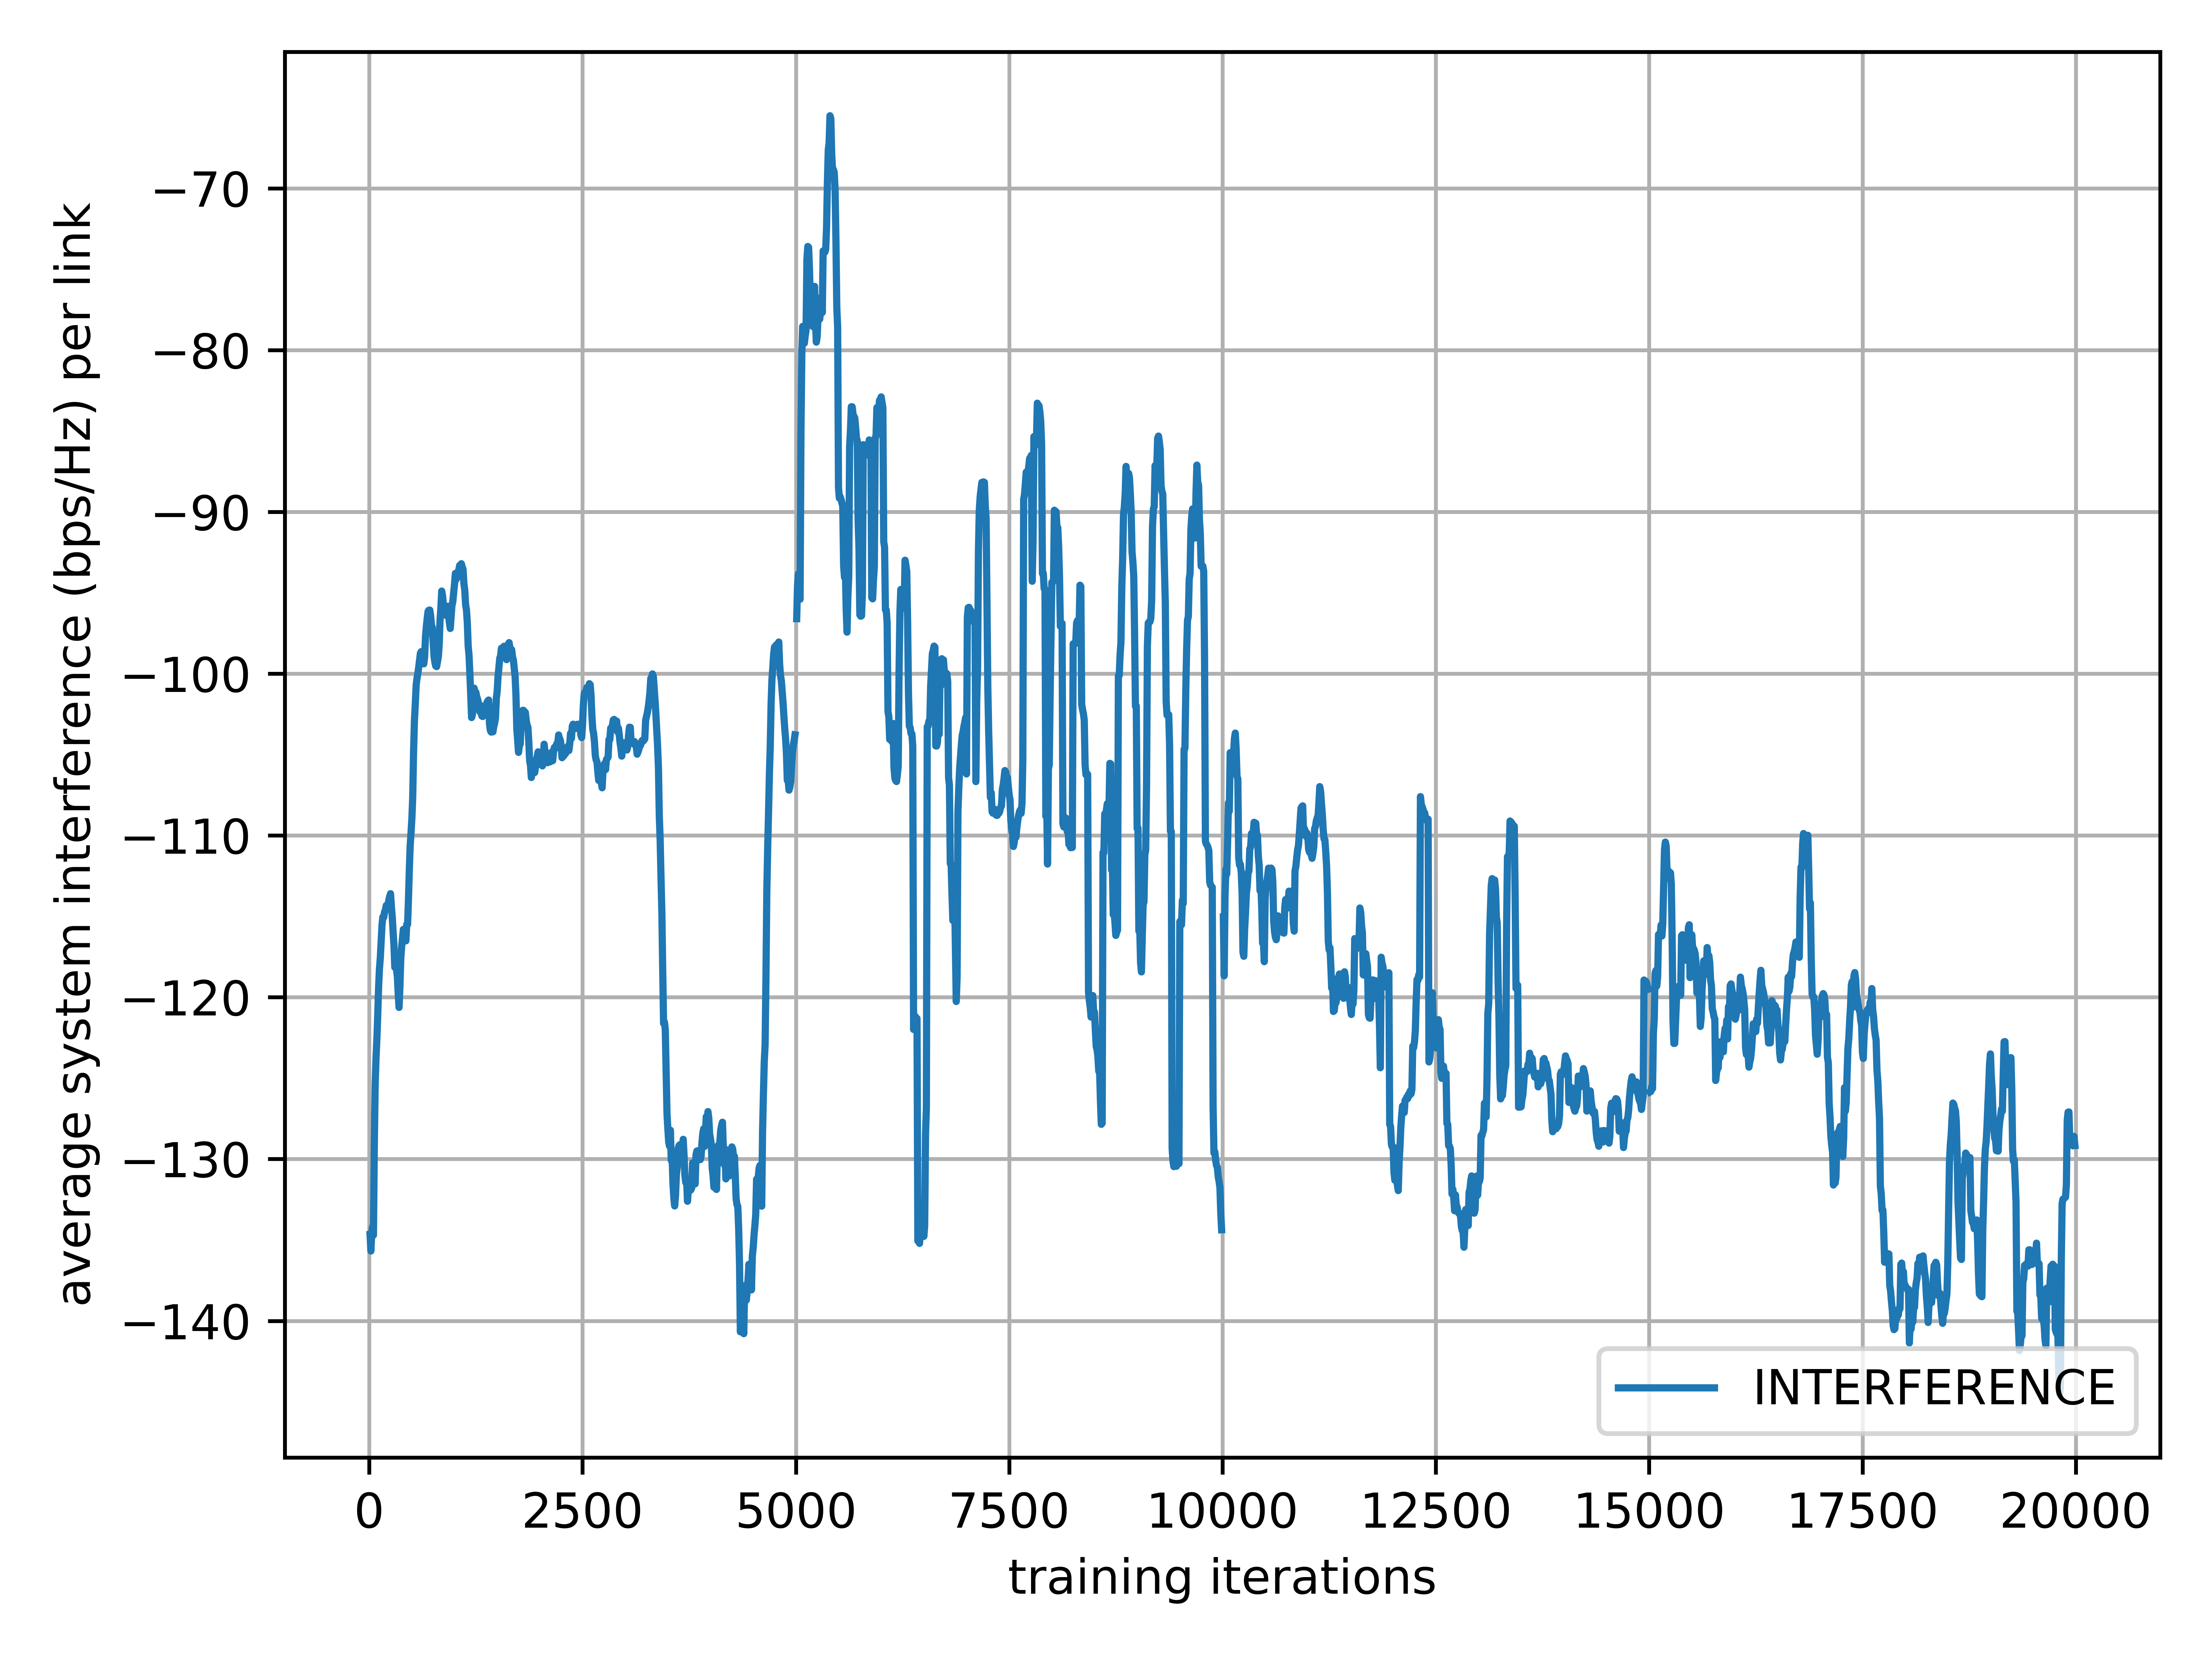 average system interference (bps/Hz) per link
−70
−80
−90
−100
−110
−120
−130
−140
INTERFERENCE
0 2500 5000 7500 10000 12500 15000 17500 20000
training iterations